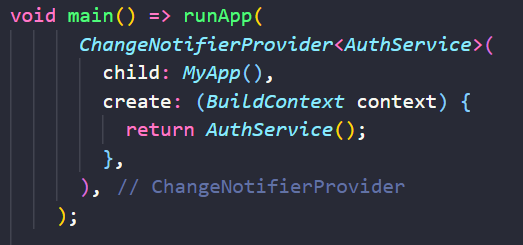 void main() => runApp(
ChangeNotifierProvider<AuthService>(
child: MyApp(),
create: (BuildContext context) {
return AuthService();
},
), // ChangeNotifierProvider
);